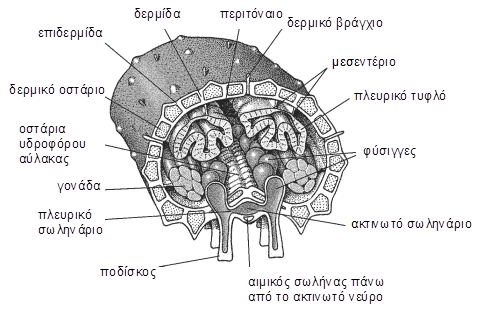 δερμίδα
περιτόναιο
δερμικό βράγχιο
επιδερμίδα
μεσεντέριο
δερμικό οστάριο
πλευρικό τυφλό
οστάρια
υδροφόρου
αύλακας
φύσιγγες
γονάδα
πλευρικό
σωληνάριο
ακτινωτό σωληνάριο
ποδίσκος
αιμικός σωλήνας πάνω
από το ακτινωτό νεύρο